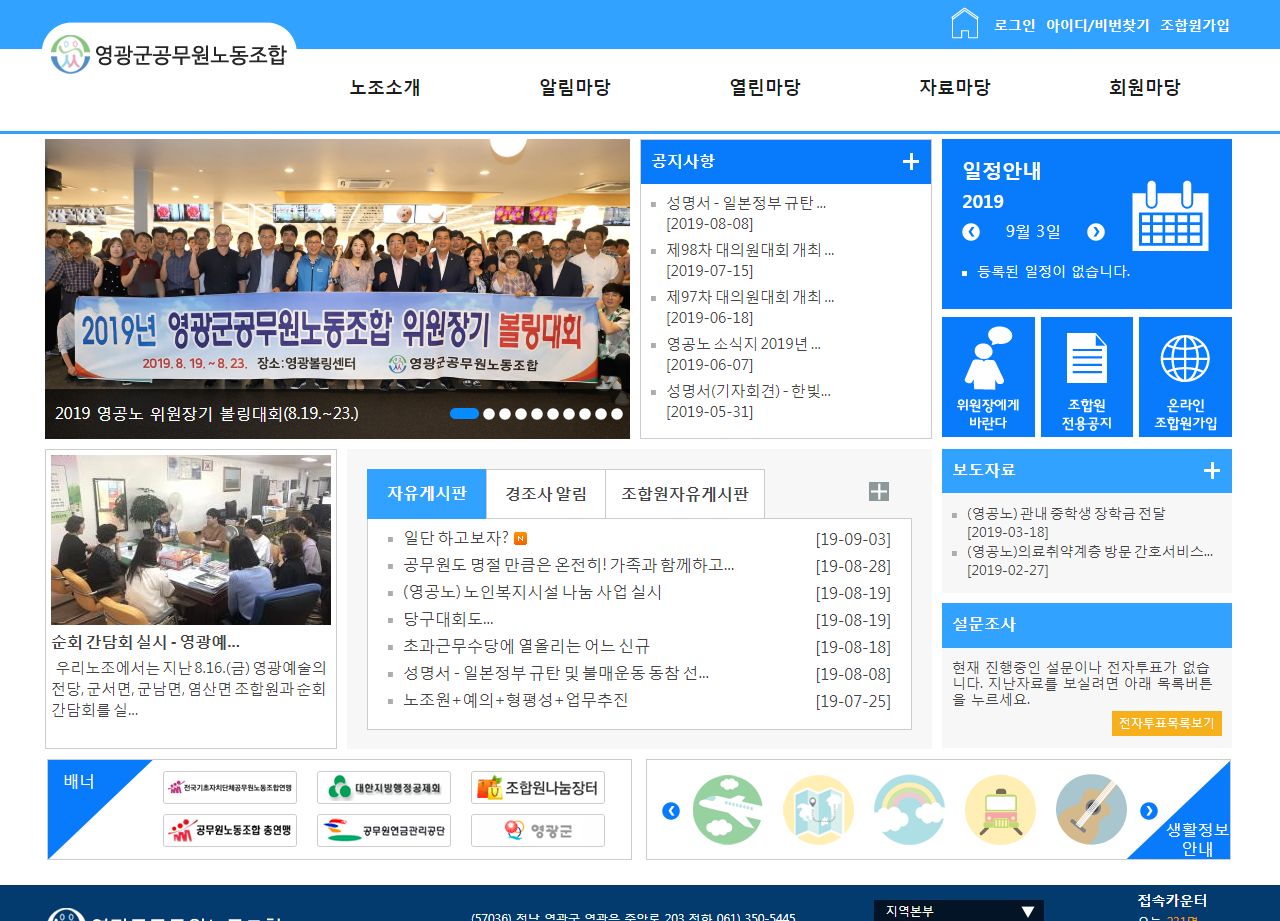 로그인 아이디/비번찾기 조합원가입
영광군공무원노동조합
노조소개 알림마당 열린마당 자료마당 회원마당
2019년 영광군공무원노동조합 위원장기 볼링대회
2019. 8. 19. ~ 8. 23. 장소:영광볼링센터 영광군공무원노동조합
2019 영공노 위원장기 볼링대회(8.19.~23.)
공지사항
성명서 - 일본정부 규탄 ...
[2019-08-08]
제98차 대의원대회 개최 ...
[2019-07-15]
제97차 대의원대회 개최 ...
[2019-06-18]
영공노 소식지 2019년 ...
[2019-06-07]
성명서(기자회견) - 한빛...
[2019-05-31]
일정안내
2019
9월 3일
등록된 일정이 없습니다.
위원장에게
바란다
조합원
전용공지
온라인
조합원가입
순회 간담회 실시 - 영광예...
우리노조에서는 지난 8.16.(금) 영광예술의
전당, 군서면, 군남면, 염산면 조합원과 순회
간담회를 실...
자유게시판 경조사 알림 조합원자유게시판
일단 하고보자? N [19-09-03]
공무원도 명절 만큼은 온전히! 가족과 함께하고... [19-08-28]
(영공노) 노인복지시설 나눔 사업 실시 [19-08-19]
당구대회도... [19-08-19]
초과근무수당에 열올리는 어느 신규 [19-08-18]
성명서 - 일본정부 규탄 및 불매운동 동참 선... [19-08-08]
노조원+예의+형평성+업무추진 [19-07-25]
보도자료
(영공노) 관내 중학생 장학금 전달
[2019-03-18]
(영공노)의료취약계층 방문 간호서비스...
[2019-02-27]
설문조사
현재 진행중인 설문이나 전자투표가 없습
니다. 지난자료를 보실려면 아래 목록버튼
을 누르세요.
전자투표목록보기
배너
전국기초자치단체공무원노동조합연맹
대한지방행정공제회
조합원나눔장터
공무원노동조합 총연맹
공무원연금관리공단
영광군
생활정보
안내
영광군공무원노동조합
(57036) 전남 영광군 영광읍 중앙로 203 전화 061) 350-5445
지역본부
접속카운터
오늘 231명